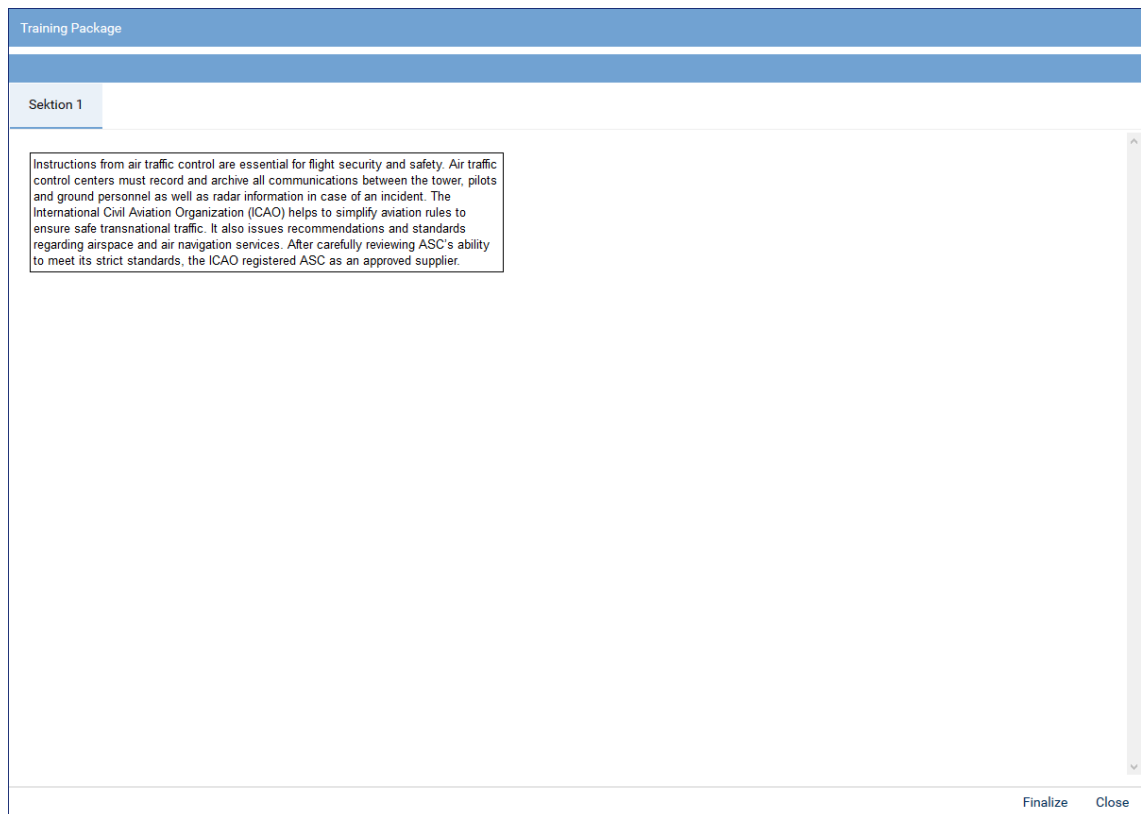 Training Package
Sektion 1
Instructions from air traffic control are essential for flight security and safety. Air traffic
control centers must record and archive all communications between the tower, pilots
and ground personnel as well as radar information in case of an incident. The
International Civil Aviation Organization (ICAO) helps to simplify aviation rules to
ensure safe transnational traffic. It also issues recommendations and standards
regarding airspace and air navigation services. After carefully reviewing ASC’s ability
to meet its strict standards, the ICAO registered ASC as an approved supplier.
Finalize Close